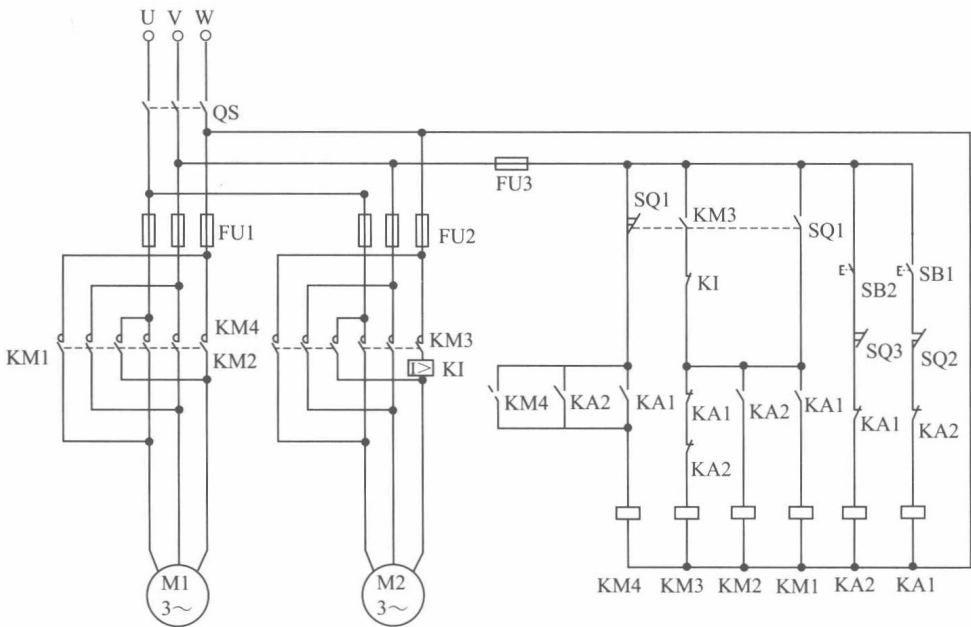 U V W
QS
FU3
SQ1 KM3 SQ1
FU1 FU2
KI SB2 SB1
SQ3 SQ2
KM4 KM3
KM1 KM2 KI
KM4 KA2 KA1 KA1 KA2 KA1 KA1 KA2
KA2
M1 M2
3～ 3～
KM4 KM3 KM2 KM1 KA2 KA1